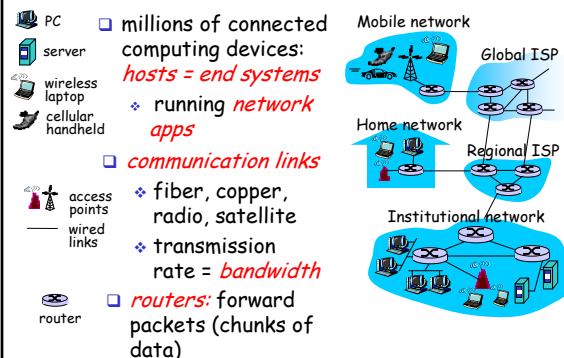 PC
server
wireless
laptop
cellular
handheld
access
points
wired
links
router
millions of connected
computing devices:
hosts = end systems
running network
apps
communication links
fiber, copper,
radio, satellite
transmission
rate = bandwidth
routers: forward
packets (chunks of
data)
Mobile network
Global ISP
Home network
Regional ISP
Institutional network